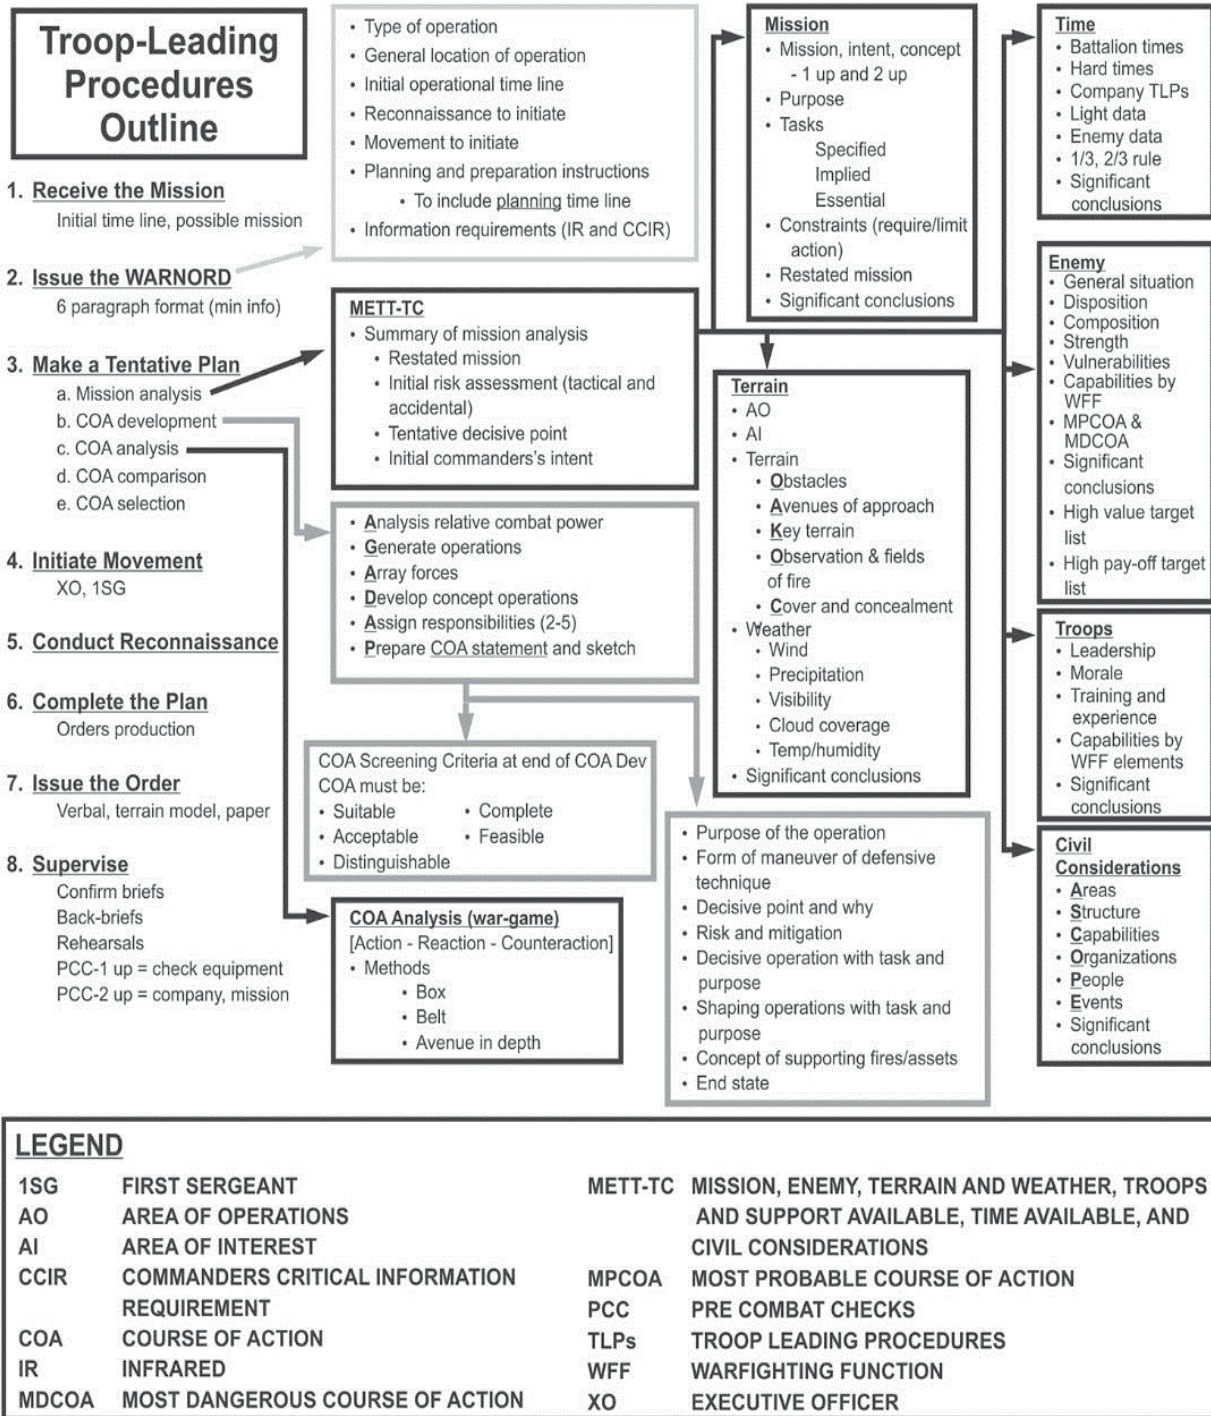 Troop-Leading
Procedures
Outline
1. Receive the Mission
Initial time line, possible mission
2. Issue the WARNORD
6 paragraph format (min info)
3. Make a Tentative Plan
a. Mission analysis
b. COA development
c. COA analysis
d. COA comparison
e. COA selection
4. Initiate Movement
XO, 1SG
5. Conduct Reconnaissance
6. Complete the Plan
Orders production
7. Issue the Order
Verbal, terrain model, paper
8. Supervise
Confirm briefs
Back-briefs
Rehearsals
PCC-1 up = check equipment
PCC-2 up = company, mission
• Type of operation
• General location of operation
• Initial operational time line
• Reconnaissance to initiate
• Movement to initiate
• Planning and preparation instructions
• To include planning time line
• Information requirements (IR and CCIR)
METT-TC
• Summary of mission analysis
• Restated mission
• Initial risk assessment (tactical and
accidental)
• Tentative decisive point
• Initial commanders's intent
• Analysis relative combat power
• Generate operations
• Array forces
• Develop concept operations
• Assign responsibilities (2-5)
• Prepare COA statement and sketch
COA Screening Criteria at end of COA Dev
COA must be:
• Suitable • Complete
• Acceptable • Feasible
• Distinguishable
COA Analysis (war-game)
[Action - Reaction - Counteraction]
• Methods
• Box
• Belt
• Avenue in depth
Mission
• Mission, intent, concept
- 1 up and 2 up
• Purpose
• Tasks
Specified
Implied
Essential
• Constraints (require/limit
action)
• Restated mission
• Significant conclusions
Terrain
• AO
• AI
• Terrain
• Obstacles
• Avenues of approach
• Key terrain
• Observation & fields
of fire
• Cover and concealment
• Weather
• Wind
• Precipitation
• Visibility
• Cloud coverage
• Temp/humidity
• Significant conclusions
• Purpose of the operation
• Form of maneuver of defensive
technique
• Decisive point and why
• Risk and mitigation
• Decisive operation with task and
purpose
• Shaping operations with task and
purpose
• Concept of supporting fires/assets
• End state
Time
• Battalion times
• Hard times
• Company TLPs
• Light data
• Enemy data
• 1/3, 2/3 rule
• Significant
conclusions
Enemy
• General situation
• Disposition
• Composition
• Strength
• Vulnerabilities
• Capabilities by
WFF
• MPCOA &
MDCOA
• Significant
conclusions
• High value target
list
• High pay-off target
list
Troops
• Leadership
• Morale
• Training and
experience
• Capabilities by
WFF elements
• Significant
conclusions
Civil
Considerations
• Areas
• Structure
• Capabilities
• Organizations
• People
• Events
• Significant
conclusions
LEGEND
1SG FIRST SERGEANT
AO AREA OF OPERATIONS
AI AREA OF INTEREST
CCIR COMMANDERS CRITICAL INFORMATION
REQUIREMENT
COA COURSE OF ACTION
IR INFRARED
MDCOA MOST DANGEROUS COURSE OF ACTION
METT-TC MISSION, ENEMY, TERRAIN AND WEATHER, TROOPS
AND SUPPORT AVAILABLE, TIME AVAILABLE, AND
CIVIL CONSIDERATIONS
MPCOA MOST PROBABLE COURSE OF ACTION
PCC PRE COMBAT CHECKS
TLPs TROOP LEADING PROCEDURES
WFF WARFIGHTING FUNCTION
XO EXECUTIVE OFFICER